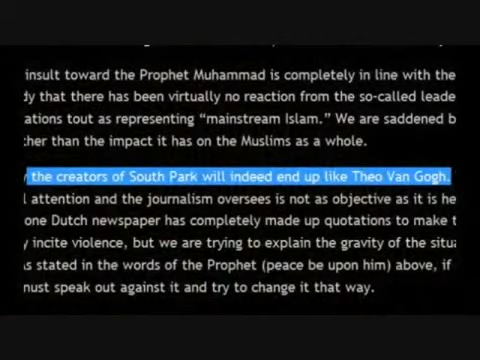 insult toward the Prophet Muhammad is completely in line with the
dy that there has been virtually no reaction from the so-called leade
ations tout as representing “mainstream Islam.” We are saddened b
ther than the impact it has on the Muslims as a whole.
the creators of South Park will indeed end up like Theo Van Gogh.
l attention and the journalism oversees is not as objective as it is he
one Dutch newspaper has completely made up quotations to make t
y incite violence, but we are trying to explain the gravity of the situa
s stated in the words of the Prophet (peace be upon him) above, if
must speak out against it and try to change it that way.